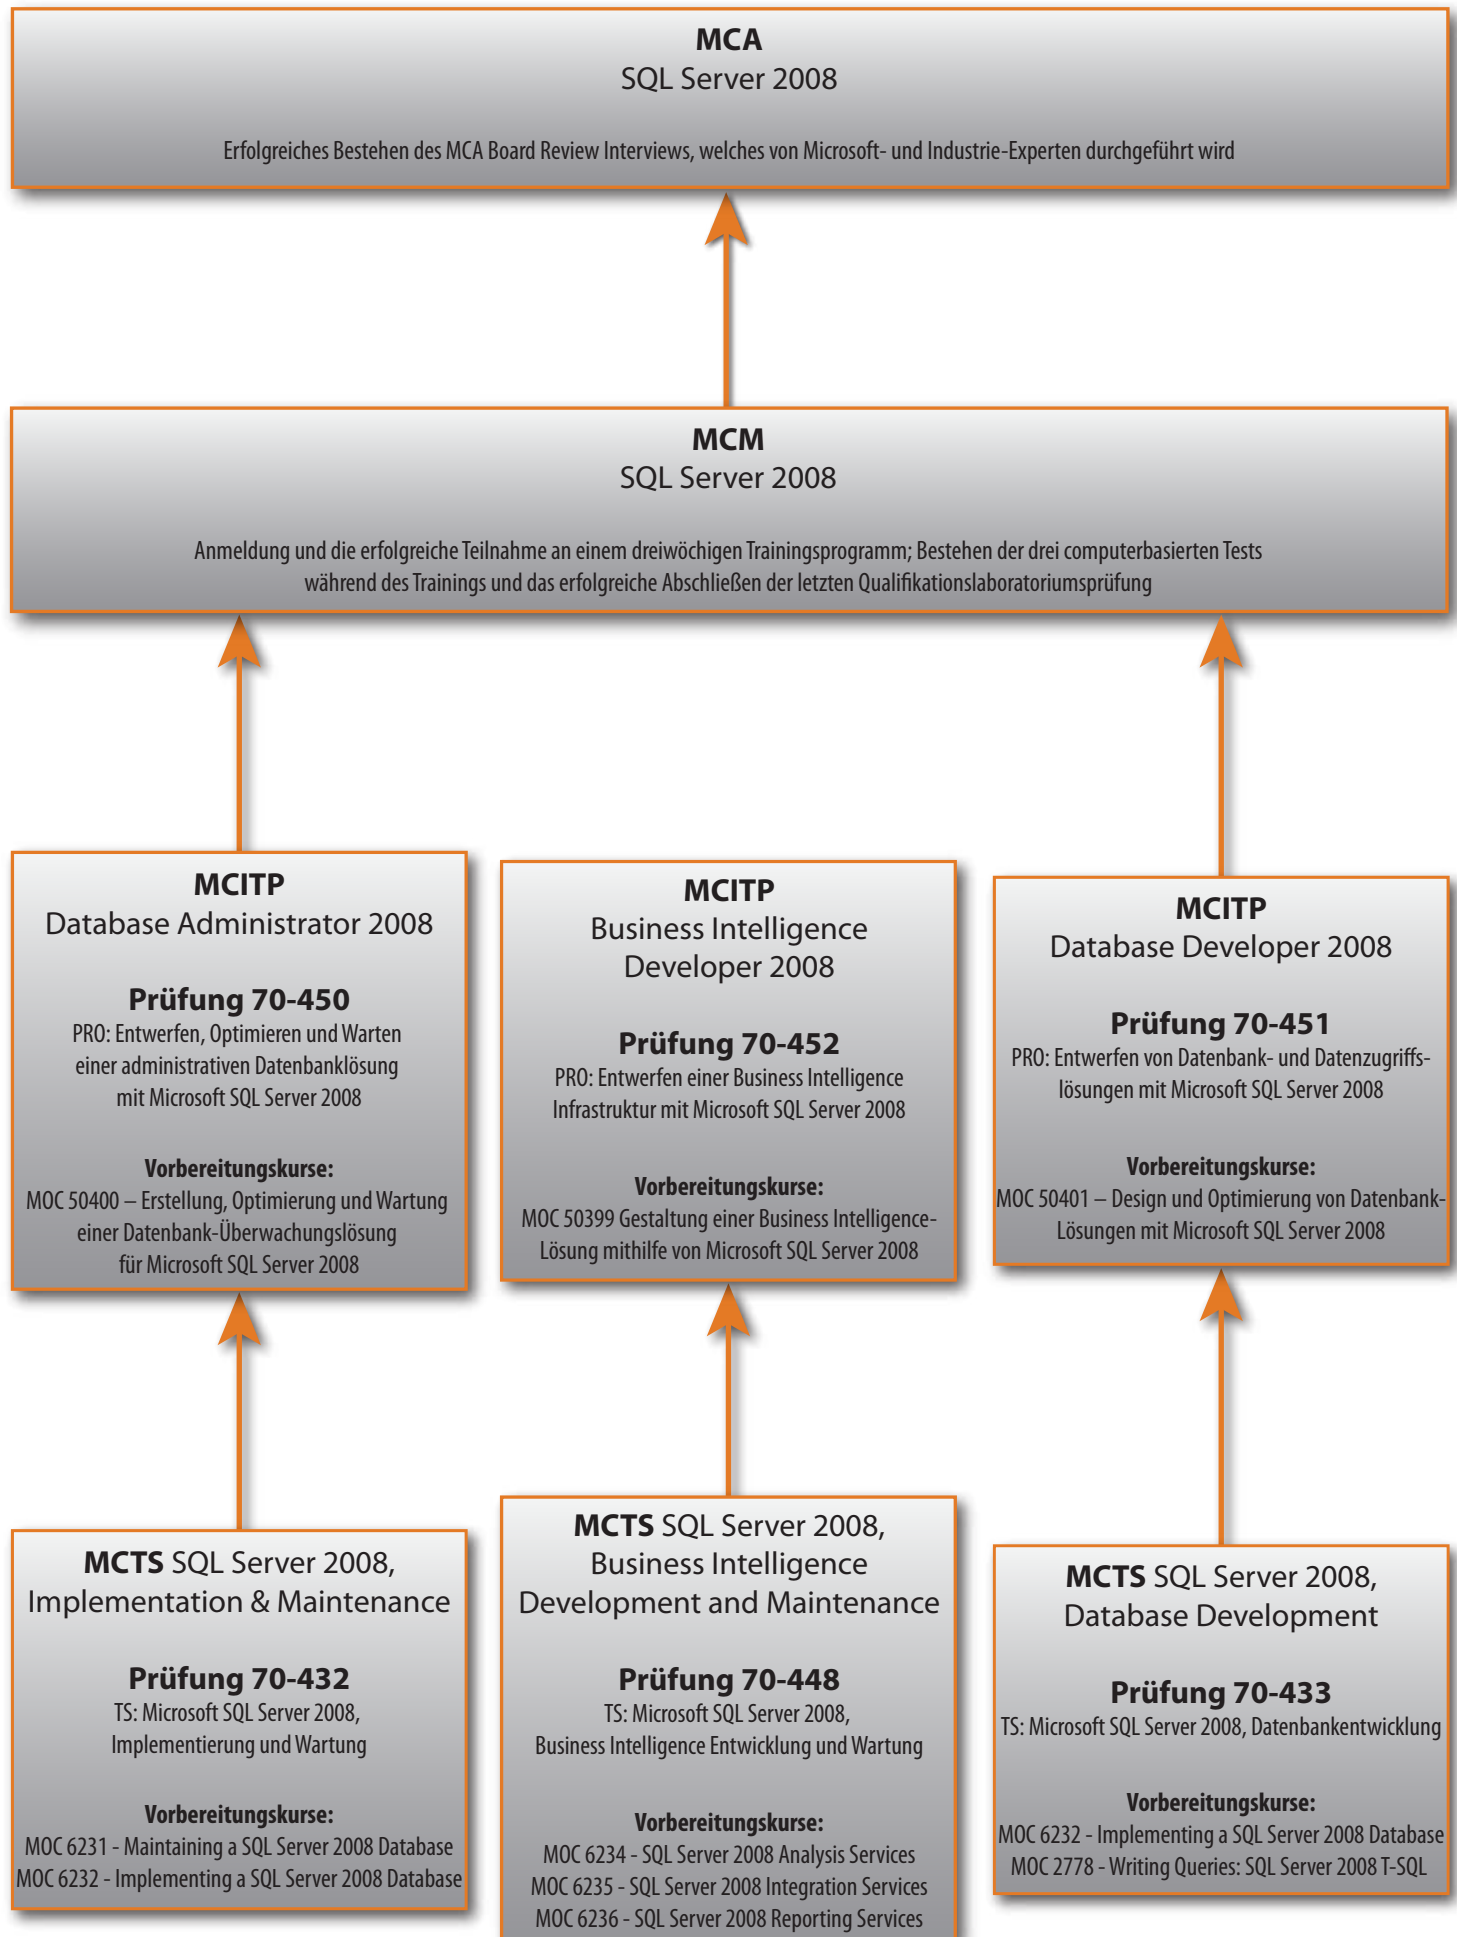 MCA
SQL Server 2008
Erfolgreiches Bestehen des MCA Board Review Interviews, welches von Microsoft- und Industrie-Experten durchgeführt wird
MCM
SQL Server 2008
Anmeldung und die erfolgreiche Teilnahme an einem dreiwöchigen Trainingsprogramm; Bestehen der drei computerbasierten Tests
während des Trainings und das erfolgreiche Abschließen der letzten Qualifikationslaboratoriumsprüfung
MCITP
Database Administrator 2008
Prüfung 70-450
PRO: Entwerfen, Optimieren und Warten
einer administrativen Datenbanklösung
mit Microsoft SQL Server 2008
Vorbereitungskurse:
MOC 50400 – Erstellung, Optimierung und Wartung
einer Datenbank-Überwachungslösung
für Microsoft SQL Server 2008
MCITP
Business Intelligence
Developer 2008
Prüfung 70-452
PRO: Entwerfen einer Business Intelligence
Infrastruktur mit Microsoft SQL Server 2008
Vorbereitungskurse:
MOC 50399 Gestaltung einer Business Intelligence-
Lösung mithilfe von Microsoft SQL Server 2008
MCITP
Database Developer 2008
Prüfung 70-451
PRO: Entwerfen von Datenbank- und Datenzugriffs-
lösungen mit Microsoft SQL Server 2008
Vorbereitungskurse:
MOC 50401 – Design und Optimierung von Datenbank-
Lösungen mit Microsoft SQL Server 2008
MCTS SQL Server 2008,
Implementation & Maintenance
Prüfung 70-432
TS: Microsoft SQL Server 2008,
Implementierung und Wartung
Vorbereitungskurse:
MOC 6231 - Maintaining a SQL Server 2008 Database
MOC 6232 - Implementing a SQL Server 2008 Database
MCTS SQL Server 2008,
Business Intelligence
Development and Maintenance
Prüfung 70-448
TS: Microsoft SQL Server 2008,
Business Intelligence Entwicklung und Wartung
Vorbereitungskurse:
MOC 6234 - SQL Server 2008 Analysis Services
MOC 6235 - SQL Server 2008 Integration Services
MOC 6236 - SQL Server 2008 Reporting Services
MCTS SQL Server 2008,
Database Development
Prüfung 70-433
TS: Microsoft SQL Server 2008, Datenbankentwicklung
Vorbereitungskurse:
MOC 6232 - Implementing a SQL Server 2008 Database
MOC 2778 - Writing Queries: SQL Server 2008 T-SQL